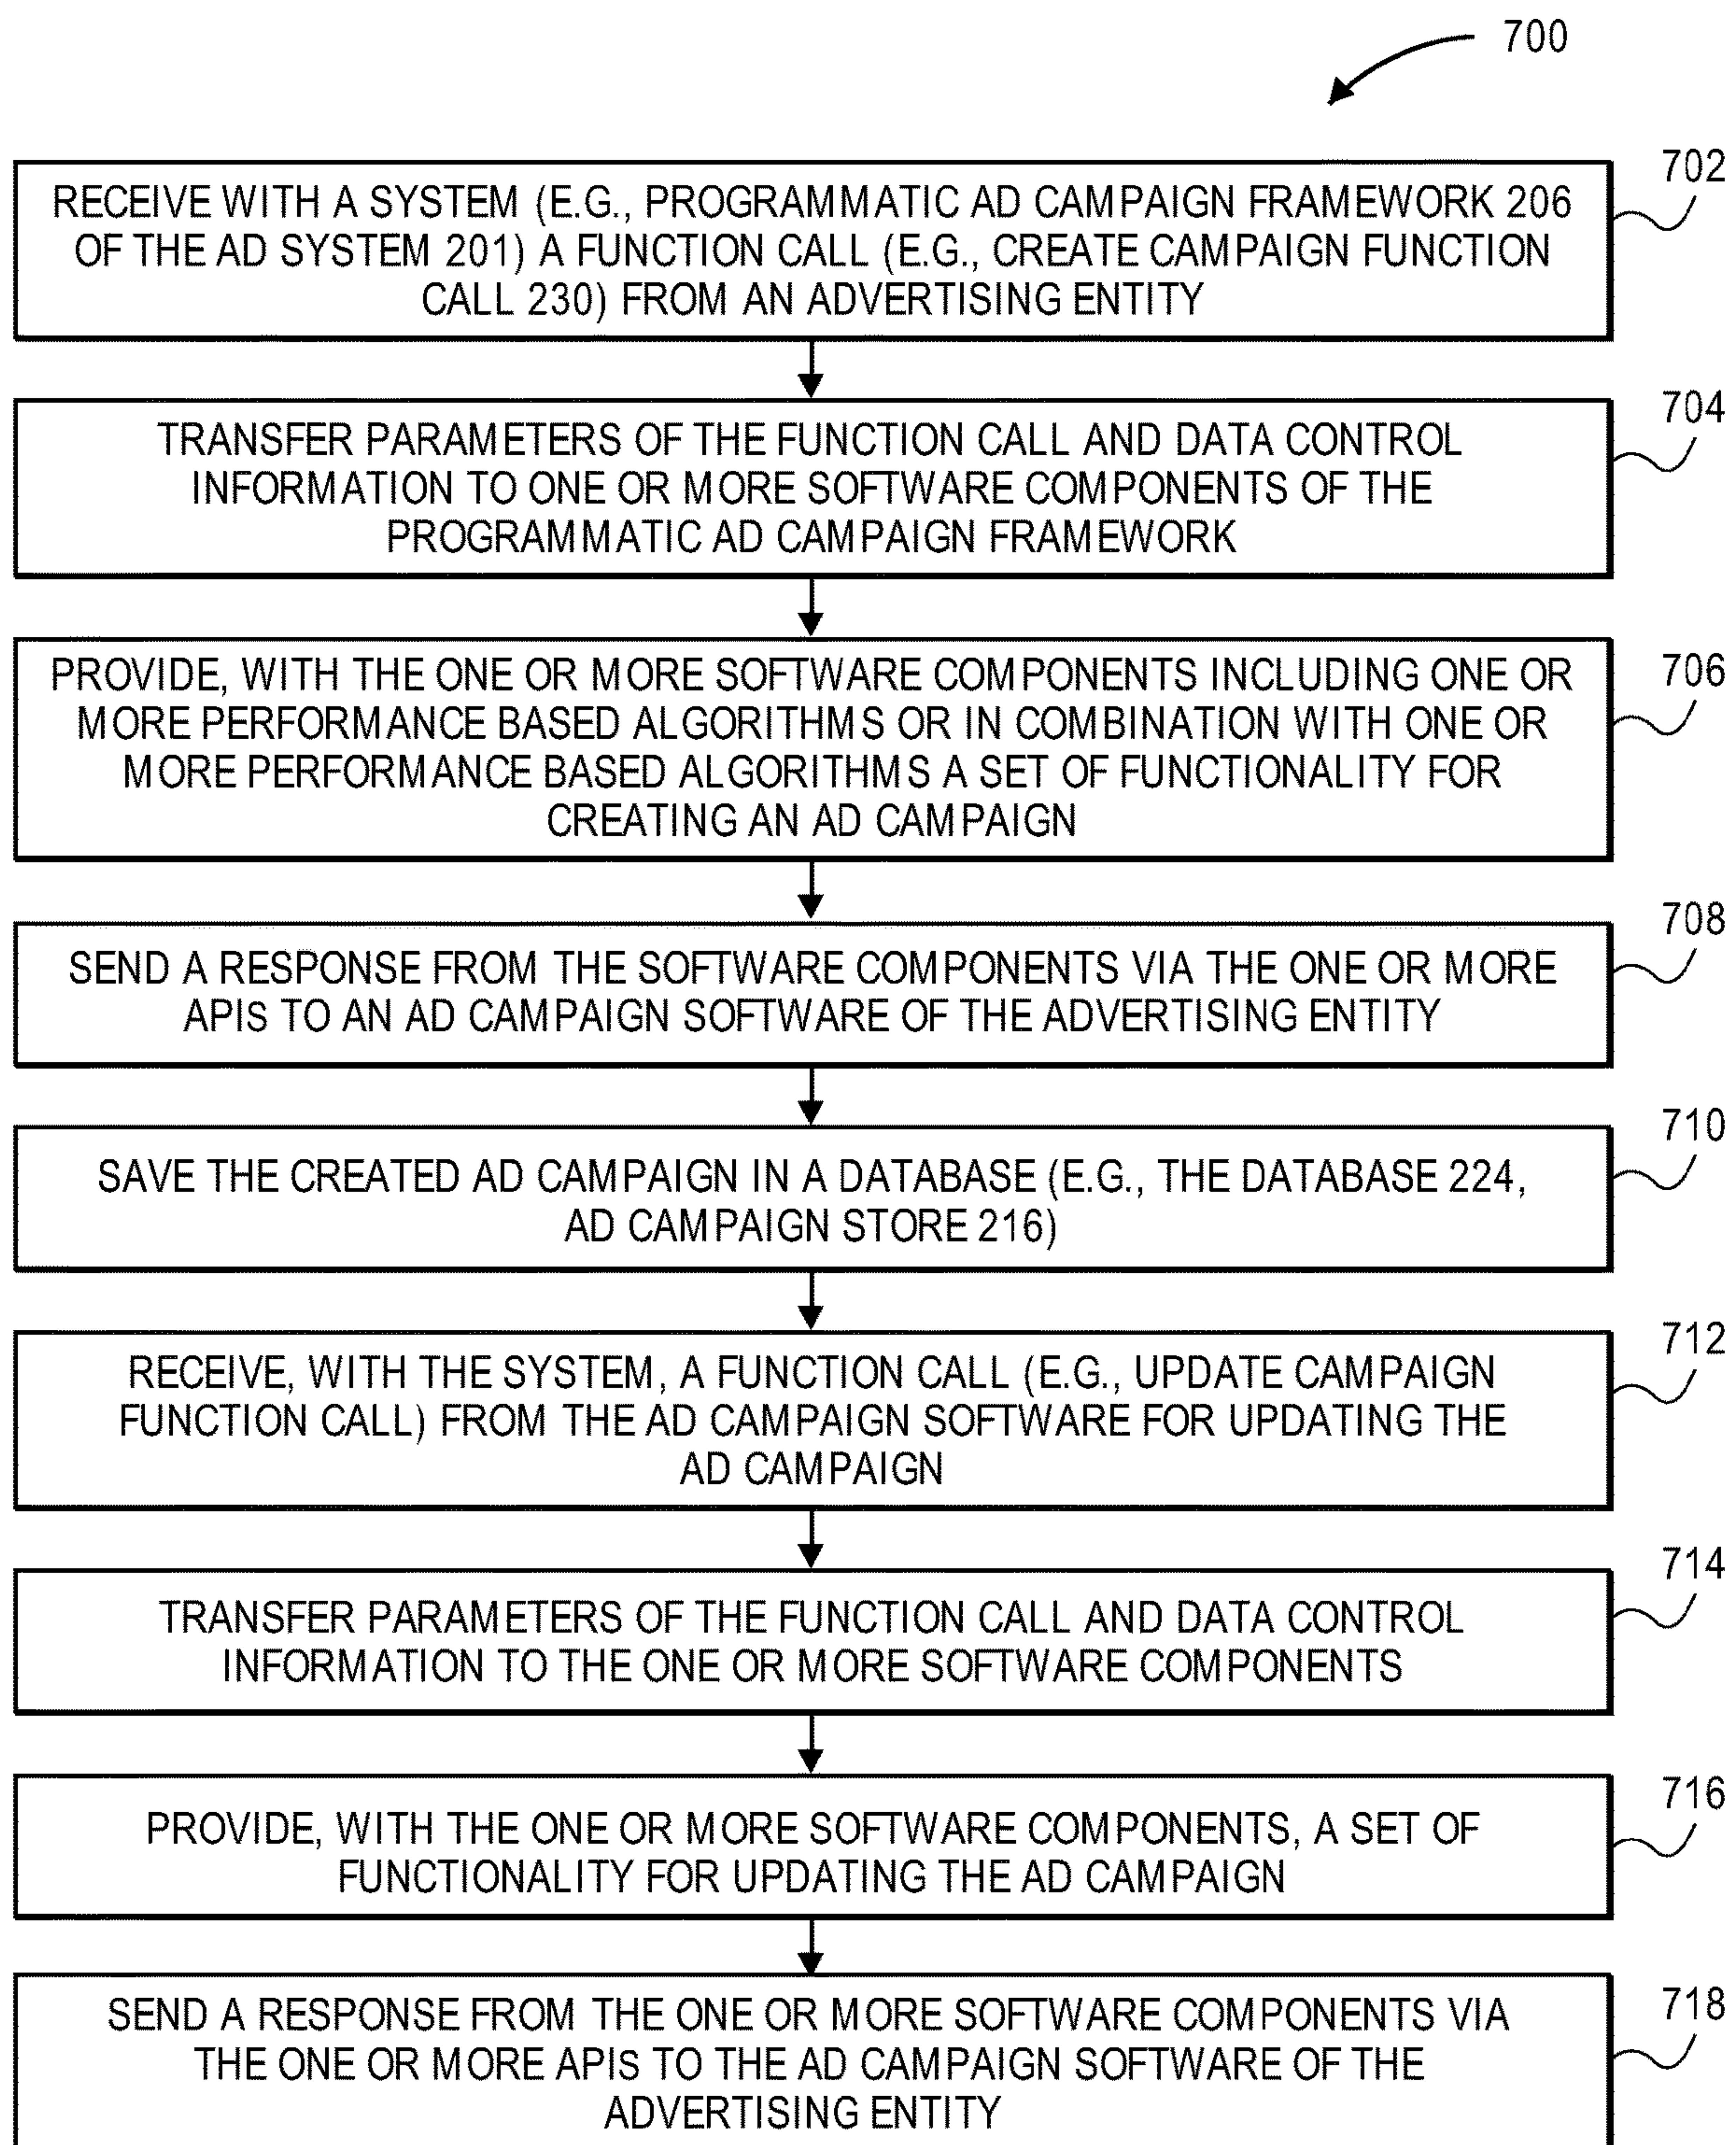 700
702
RECEIVE WITH A SYSTEM (E.G., PROGRAMMATIC AD CAMPAIGN FRAMEWORK 206
OF THE AD SYSTEM 201) A FUNCTION CALL (E.G., CREATE CAMPAIGN FUNCTION
CALL 230) FROM AN ADVERTISING ENTITY
704
TRANSFER PARAMETERS OF THE FUNCTION CALL AND DATA CONTROL
INFORMATION TO ONE OR MORE SOFTWARE COMPONENTS OF THE
PROGRAMMATIC AD CAMPAIGN FRAMEWORK
706
PROVIDE, WITH THE ONE OR MORE SOFTWARE COMPONENTS INCLUDING ONE OR
MORE PERFORMANCE BASED ALGORITHMS OR IN COMBINATION WITH ONE OR
MORE PERFORMANCE BASED ALGORITHMS A SET OF FUNCTIONALITY FOR
CREATING AN AD CAMPAIGN
708
SEND A RESPONSE FROM THE SOFTWARE COMPONENTS VIA THE ONE OR MORE
APIS TO AN AD CAMPAIGN SOFTWARE OF THE ADVERTISING ENTITY
710
SAVE THE CREATED AD CAMPAIGN IN A DATABASE (E.G., THE DATABASE 224,
AD CAMPAIGN STORE 216)
712
RECEIVE, WITH THE SYSTEM, A FUNCTION CALL (E.G., UPDATE CAMPAIGN
FUNCTION CALL) FROM THE AD CAMPAIGN SOFTWARE FOR UPDATING THE
AD CAMPAIGN
714
TRANSFER PARAMETERS OF THE FUNCTION CALL AND DATA CONTROL
INFORMATION TO THE ONE OR MORE SOFTWARE COMPONENTS
716
PROVIDE, WITH THE ONE OR MORE SOFTWARE COMPONENTS, A SET OF
FUNCTIONALITY FOR UPDATING THE AD CAMPAIGN
718
SEND A RESPONSE FROM THE ONE OR MORE SOFTWARE COMPONENTS VIA
THE ONE OR MORE APIS TO THE AD CAMPAIGN SOFTWARE OF THE
ADVERTISING ENTITY